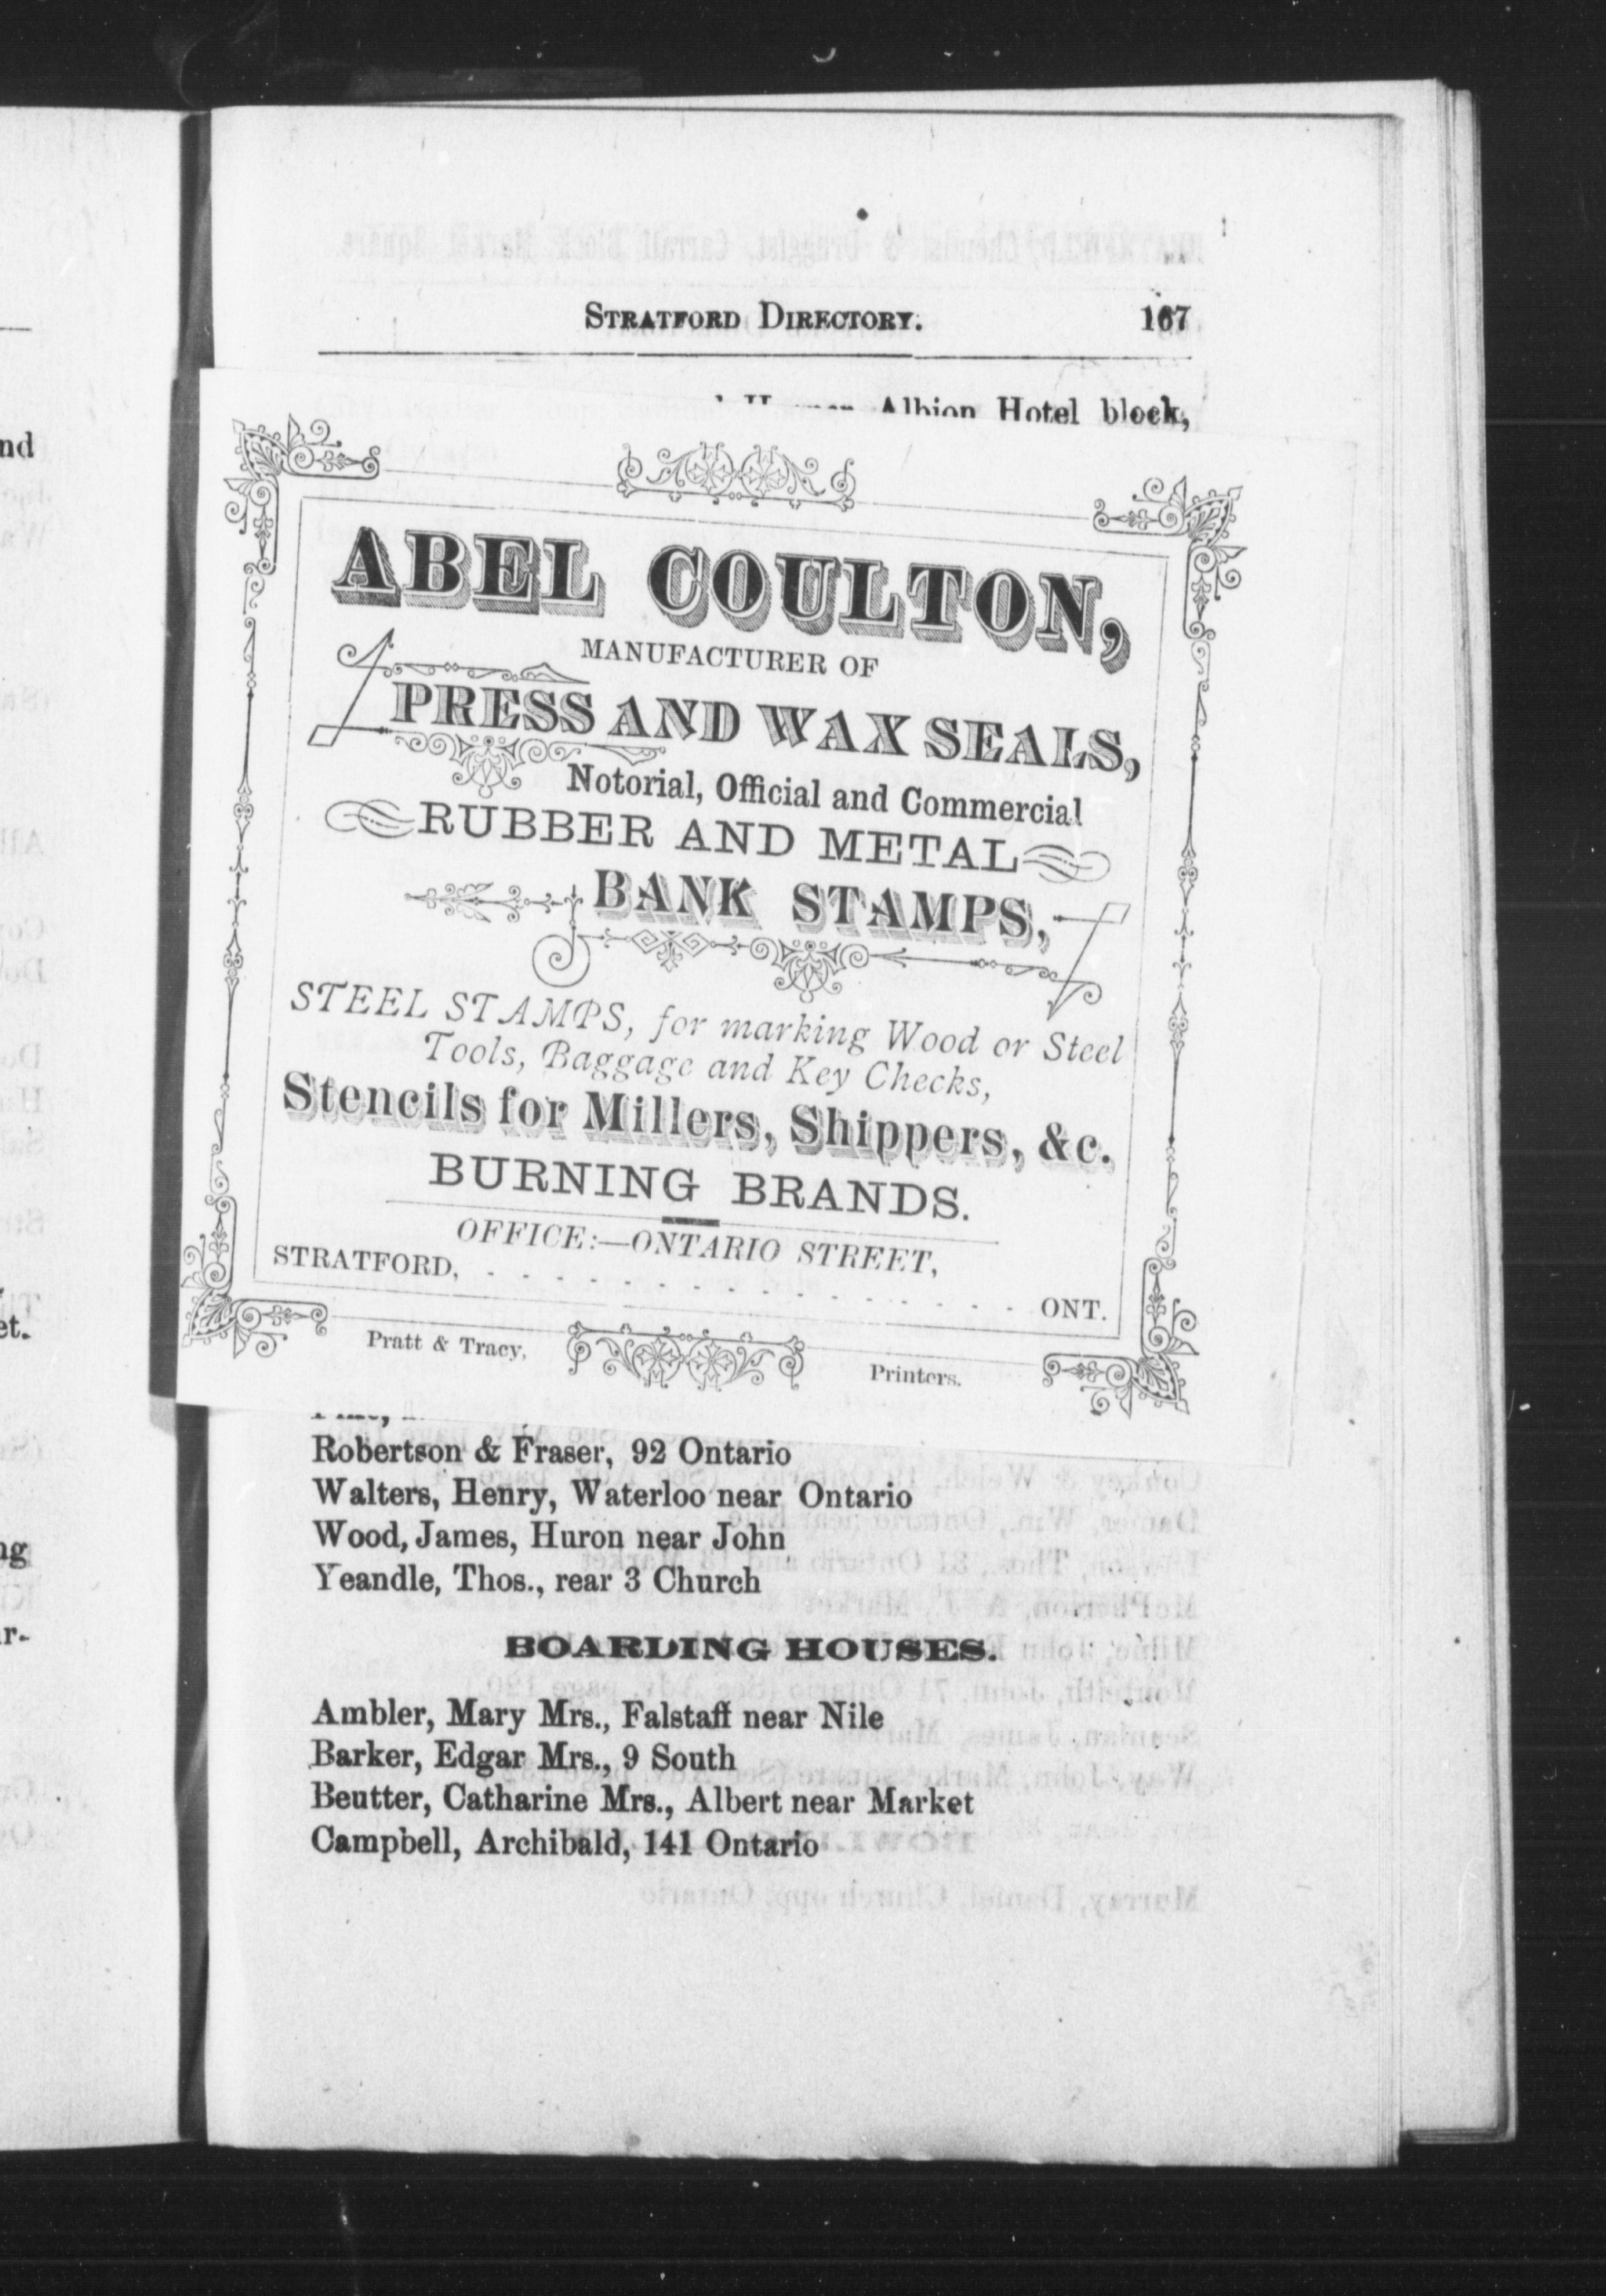 STRATFORD DIRECTORY. 167
Albion Hotel block,
ABEL COULTON,
MANUFACTURER OF
PRESS AND WAX SEALS,
Notorial, Official and Commercial
RUBBER AND METAL
BANK STAMPS,
STEEL STAMPS, for marking Wood or Steel
Tools, Baggage and Key Checks,
Stencils for Millers, Shippers, &c.
BURNING BRANDS.
OFFICE:—ONTARIO STREET,
STRATFORD, - - - - - - - - - - - - - - - - ONT.
Pratt & Tracy, Printers.
Robertson & Fraser, 92 Ontario
Walters, Henry, Waterloo near Ontario
Wood, James, Huron near John
Yeandle, Thos., rear 3 Church
BOARDING HOUSES.
Ambler, Mary Mrs., Falstaff near Nile
Barker, Edgar Mrs., 9 South
Beutter, Catharine Mrs., Albert near Market
Campbell, Archibald, 141 Ontario